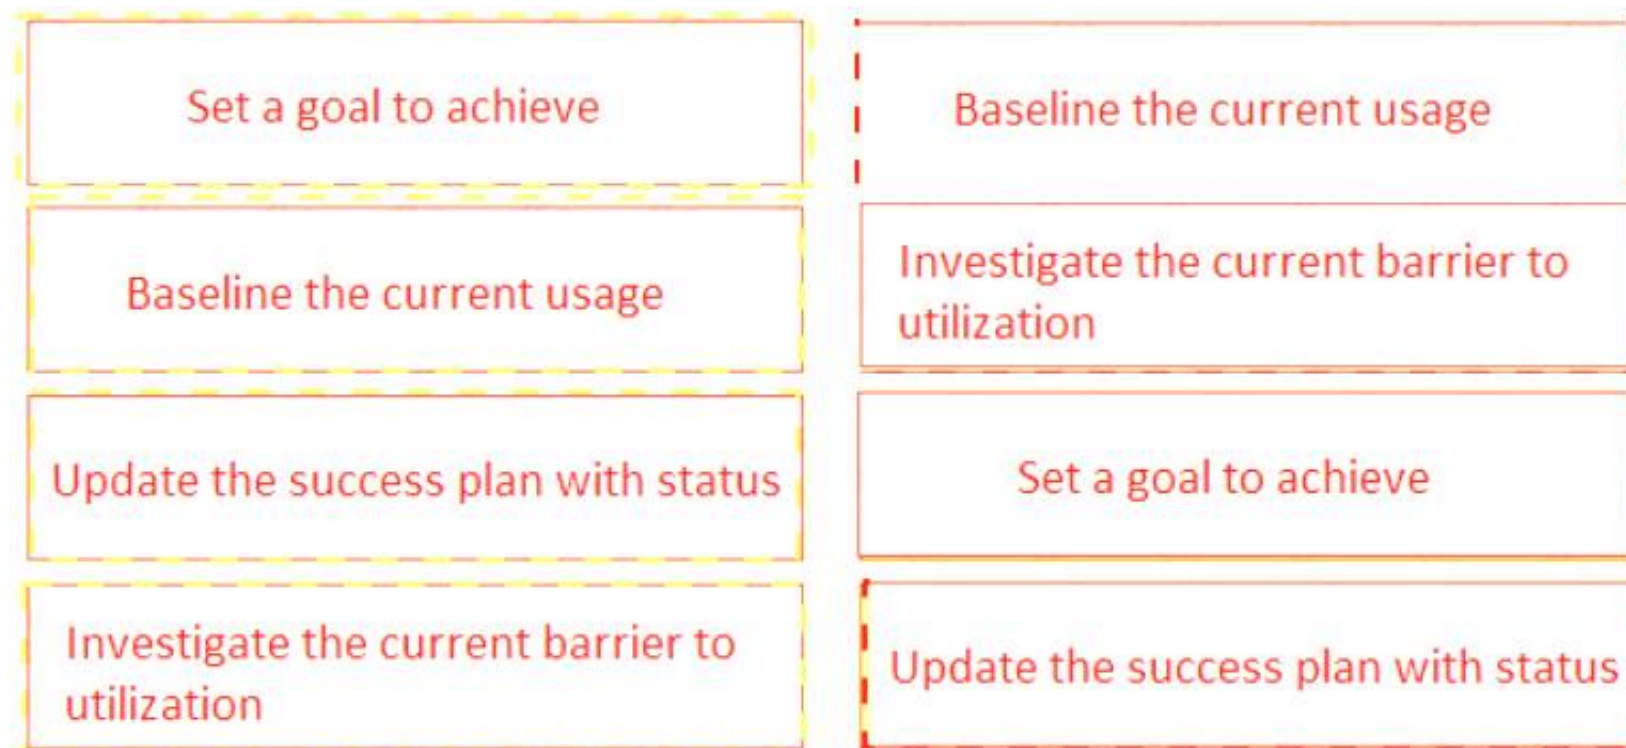 Set a goal to achieve
Baseline the current usage
Update the success plan with status
Investigate the current barrier to
utilization
Baseline the current usage
Investigate the current barrier to
utilization
Set a goal to achieve
Update the success plan with status